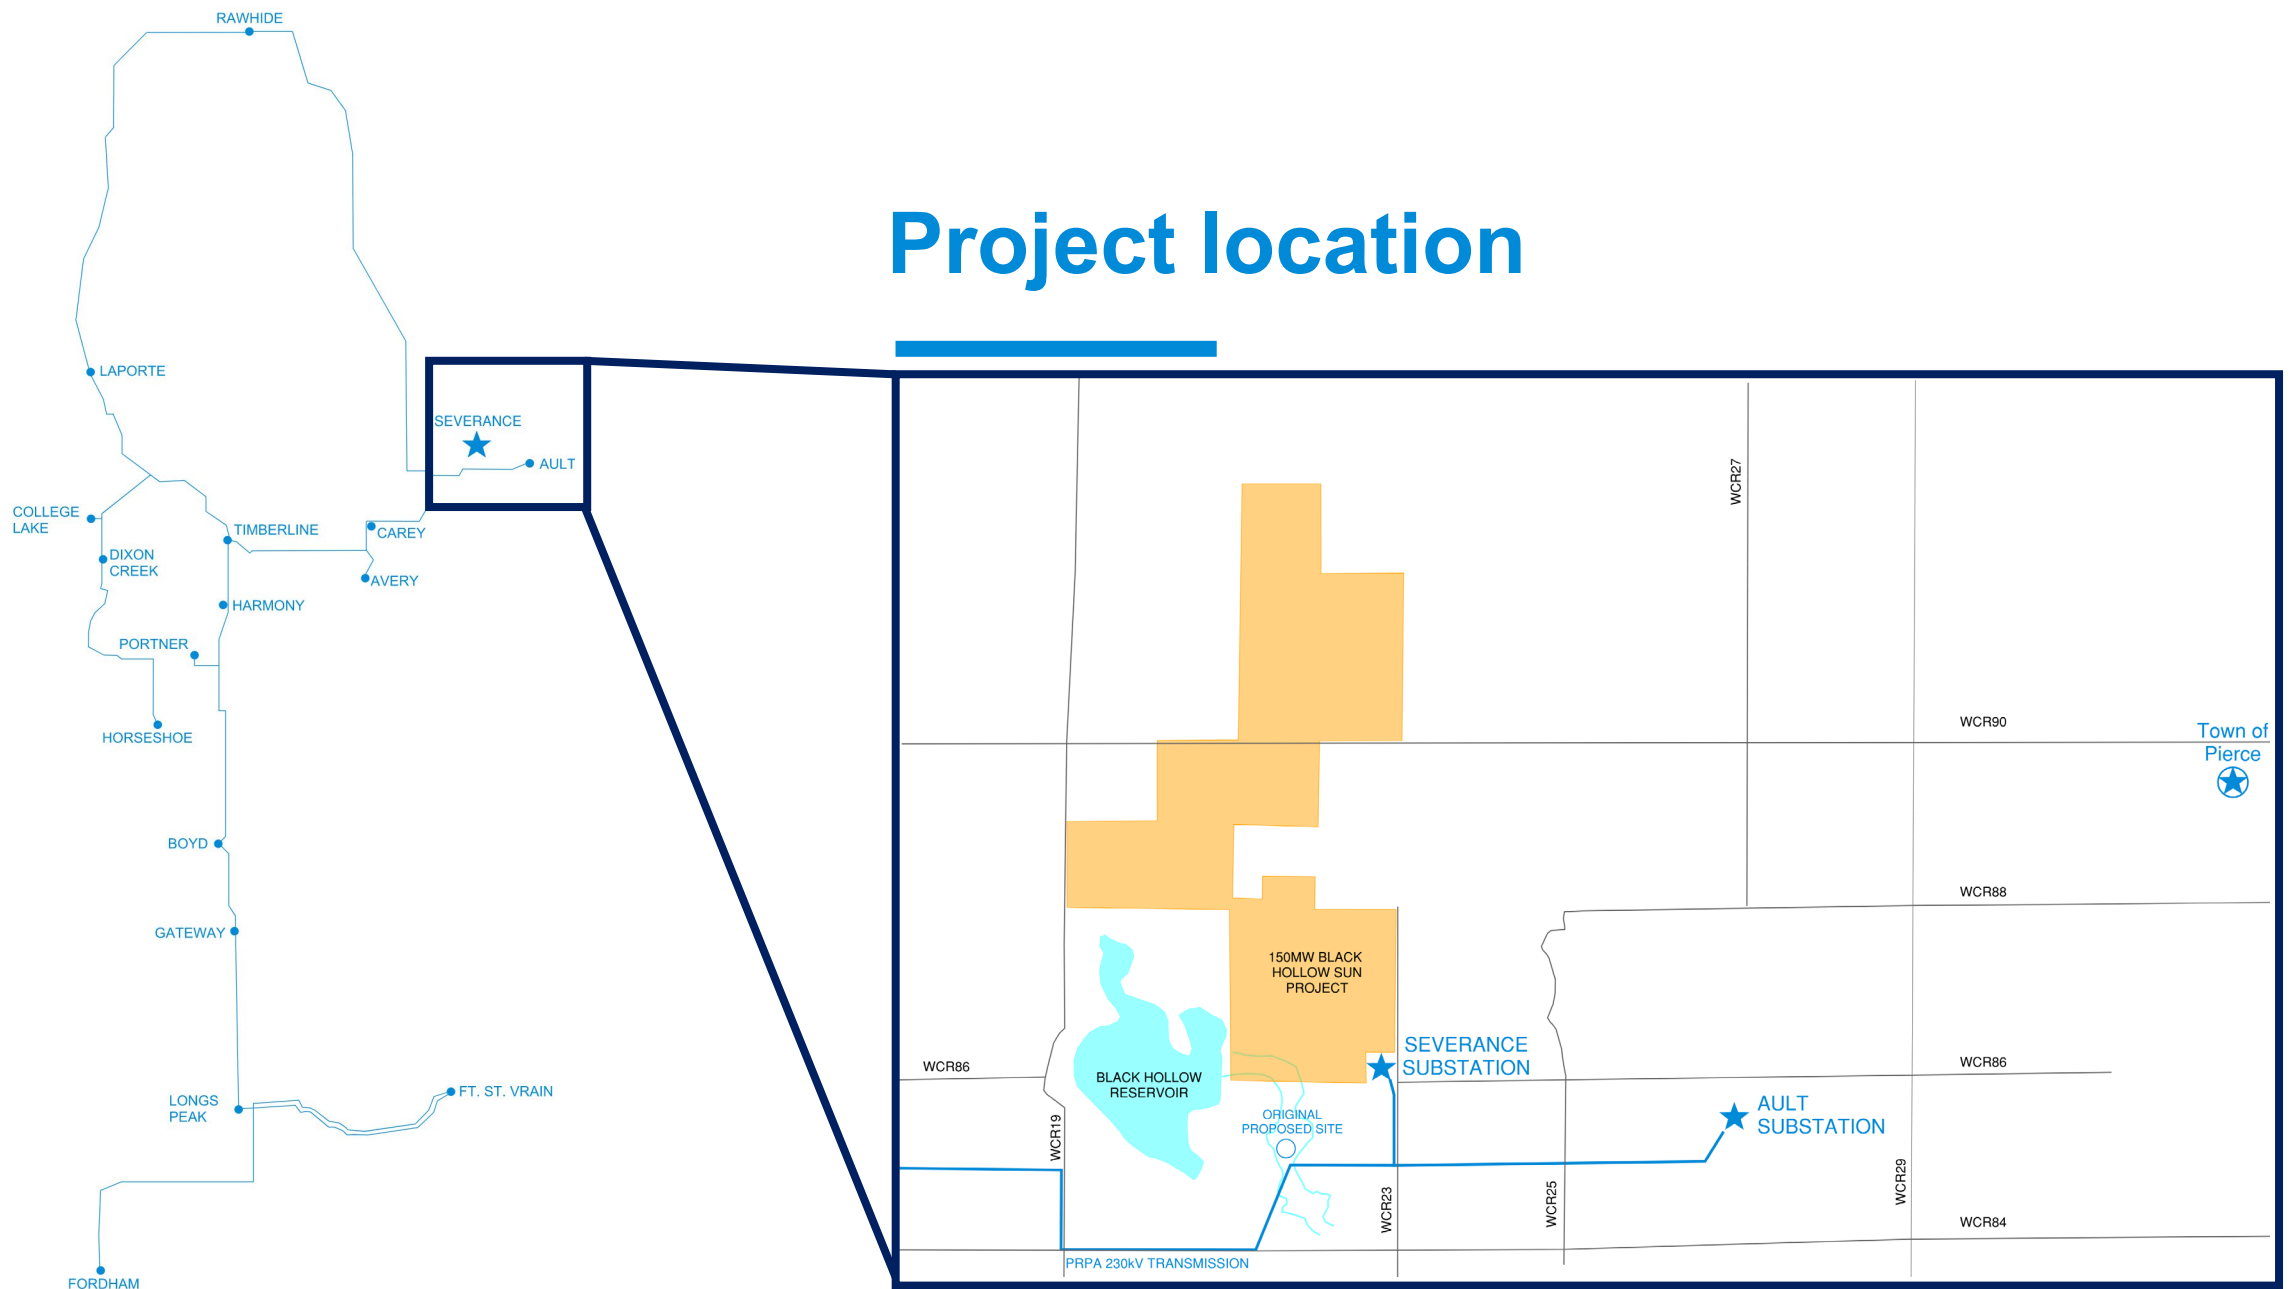 RAWHIDE
Project location
LAPORTE
SEVERANCE
AULT
COLLEGE
LAKE
TIMBERLINE
CAREY
DIXON
CREEK
AVERY
HARMONY
PORTNER
HORSESHOE
BOYD
GATEWAY
LONGS
PEAK
FT. ST. VRAIN
FORDHAM
WCR27
WCR90
Town of
Pierce
WCR88
150MW BLACK
HOLLOW SUN
PROJECT
SEVERANCE
SUBSTATION
WCR86
WCR86
BLACK HOLLOW
RESERVOIR
AULT
SUBSTATION
ORIGINAL
PROPOSED SITE
WCR19
WCR23
WCR25
WCR29
WCR84
PRPA 230kV TRANSMISSION